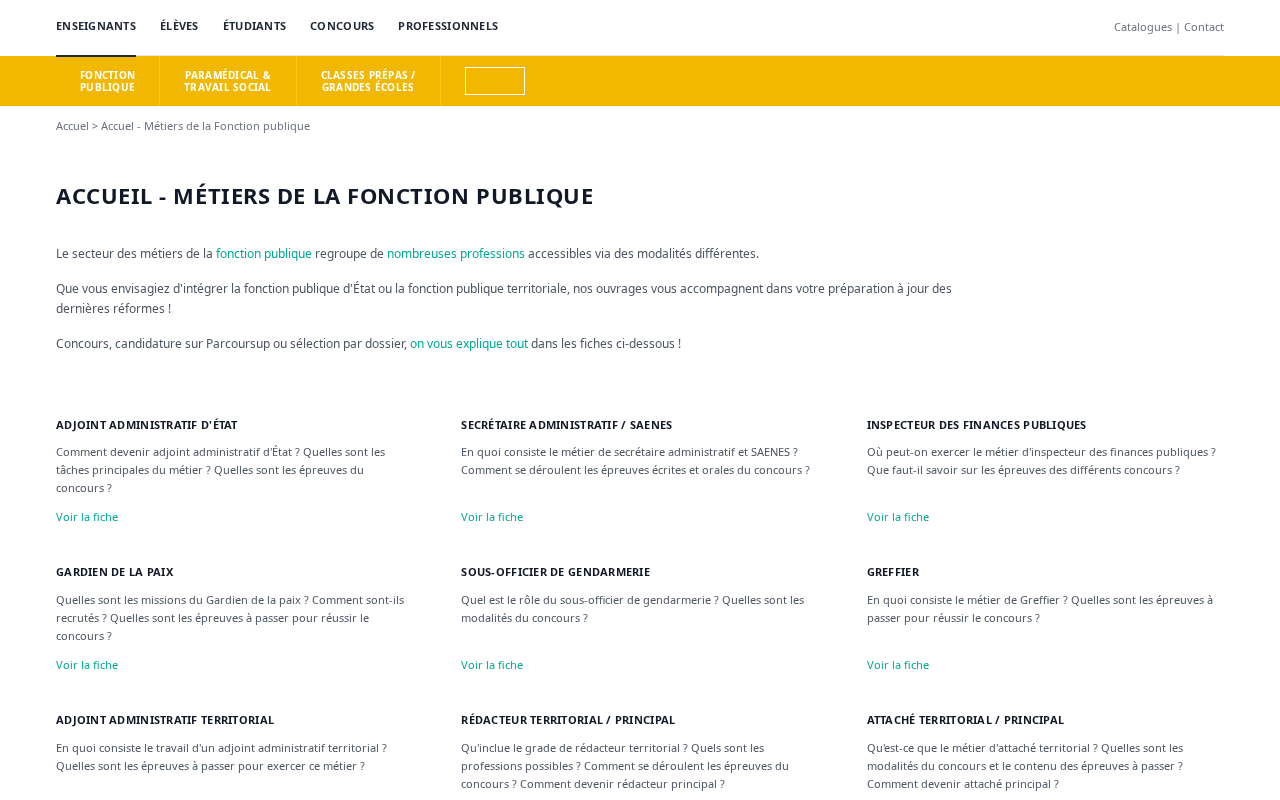 ENSEIGNANTS ÉLÈVES ÉTUDIANTS CONCOURS PROFESSIONNELS Catalogues | Contact
FONCTION PUBLIQUE
PARAMÉDICAL & TRAVAIL SOCIAL
CLASSES PRÉPAS / GRANDES ÉCOLES
Accuel > Accuel - Métiers de la Fonction publique
ACCUEIL - MÉTIERS DE LA FONCTION PUBLIQUE
Le secteur des métiers de la fonction publique regroupe de nombreuses professions accessibles via des modalités différentes.
Que vous envisagiez d'intégrer la fonction publique d'État ou la fonction publique territoriale, nos ouvrages vous accompagnent dans votre préparation à jour des
dernières réformes !
Concours, candidature sur Parcoursup ou sélection par dossier, on vous explique tout dans les fiches ci-dessous !
ADJOINT ADMINISTRATIF D'ÉTAT
Comment devenir adjoint administratif d'État ? Quelles sont les
tâches principales du métier ? Quelles sont les épreuves du
concours ?
Voir la fiche
SECRÉTAIRE ADMINISTRATIF / SAENES
En quoi consiste le métier de secrétaire administratif et SAENES ?
Comment se déroulent les épreuves écrites et orales du concours ?
Voir la fiche
INSPECTEUR DES FINANCES PUBLIQUES
Où peut-on exercer le métier d'inspecteur des finances publiques ?
Que faut-il savoir sur les épreuves des différents concours ?
Voir la fiche
GARDIEN DE LA PAIX
Quelles sont les missions du Gardien de la paix ? Comment sont-ils
recrutés ? Quelles sont les épreuves à passer pour réussir le
concours ?
Voir la fiche
SOUS-OFFICIER DE GENDARMERIE
Quel est le rôle du sous-officier de gendarmerie ? Quelles sont les
modalités du concours ?
Voir la fiche
GREFFIER
En quoi consiste le métier de Greffier ? Quelles sont les épreuves à
passer pour réussir le concours ?
Voir la fiche
ADJOINT ADMINISTRATIF TERRITORIAL
En quoi consiste le travail d'un adjoint administratif territorial ?
Quelles sont les épreuves à passer pour exercer ce métier ?
RÉDACTEUR TERRITORIAL / PRINCIPAL
Qu'inclue le grade de rédacteur territorial ? Quels sont les
professions possibles ? Comment se déroulent les épreuves du
concours ? Comment devenir rédacteur principal ?
ATTACHÉ TERRITORIAL / PRINCIPAL
Qu'est-ce que le métier d'attaché territorial ? Quelles sont les
modalités du concours et le contenu des épreuves à passer ?
Comment devenir attaché principal ?